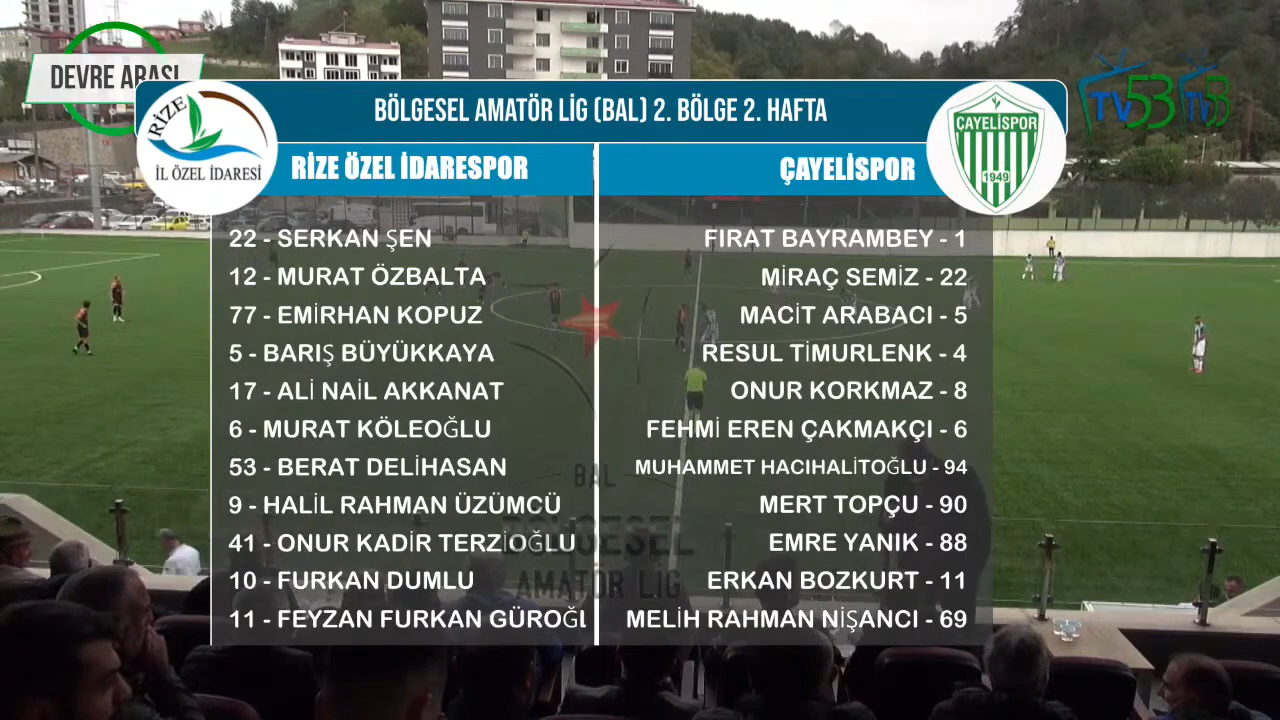 DEVRE ARASI
BÖLGESEL AMATÖR LİG (BAL) 2. BÖLGE 2. HAFTA
TV53 TV53
RİZE
İL ÖZEL İDARESİ
RİZE ÖZEL İDARESPOR
ÇAYELİSPOR
ÇAYELİSPOR
1949
22 - SERKAN ŞEN
12 - MURAT ÖZBALTA
77 - EMİRHAN KOPUZ
5 - BARIŞ BÜYÜKKAYA
17 - ALİ NAİL AKKANAT
6 - MURAT KÖLEOĞLU
53 - BERAT DELİHASAN
9 - HALİL RAHMAN ÜZÜMCÜ
41 - ONUR KADİR TERZİOĞLU
10 - FURKAN DUMLU
11 - FEYZAN FURKAN GÜROĞL
FIRAT BAYRAMBEY - 1
MİRAÇ SEMİZ - 22
MACİT ARABACI - 5
RESUL TİMURLENK - 4
ONUR KORKMAZ - 8
FEHMİ EREN ÇAKMAKÇI - 6
MUHAMMET HACIHALİTOĞLU - 94
MERT TOPÇU - 90
EMRE YANIK - 88
ERKAN BOZKURT - 11
MELİH RAHMAN NİŞANCI - 69
BAL
BÖLGESEL
AMATÖR LİG